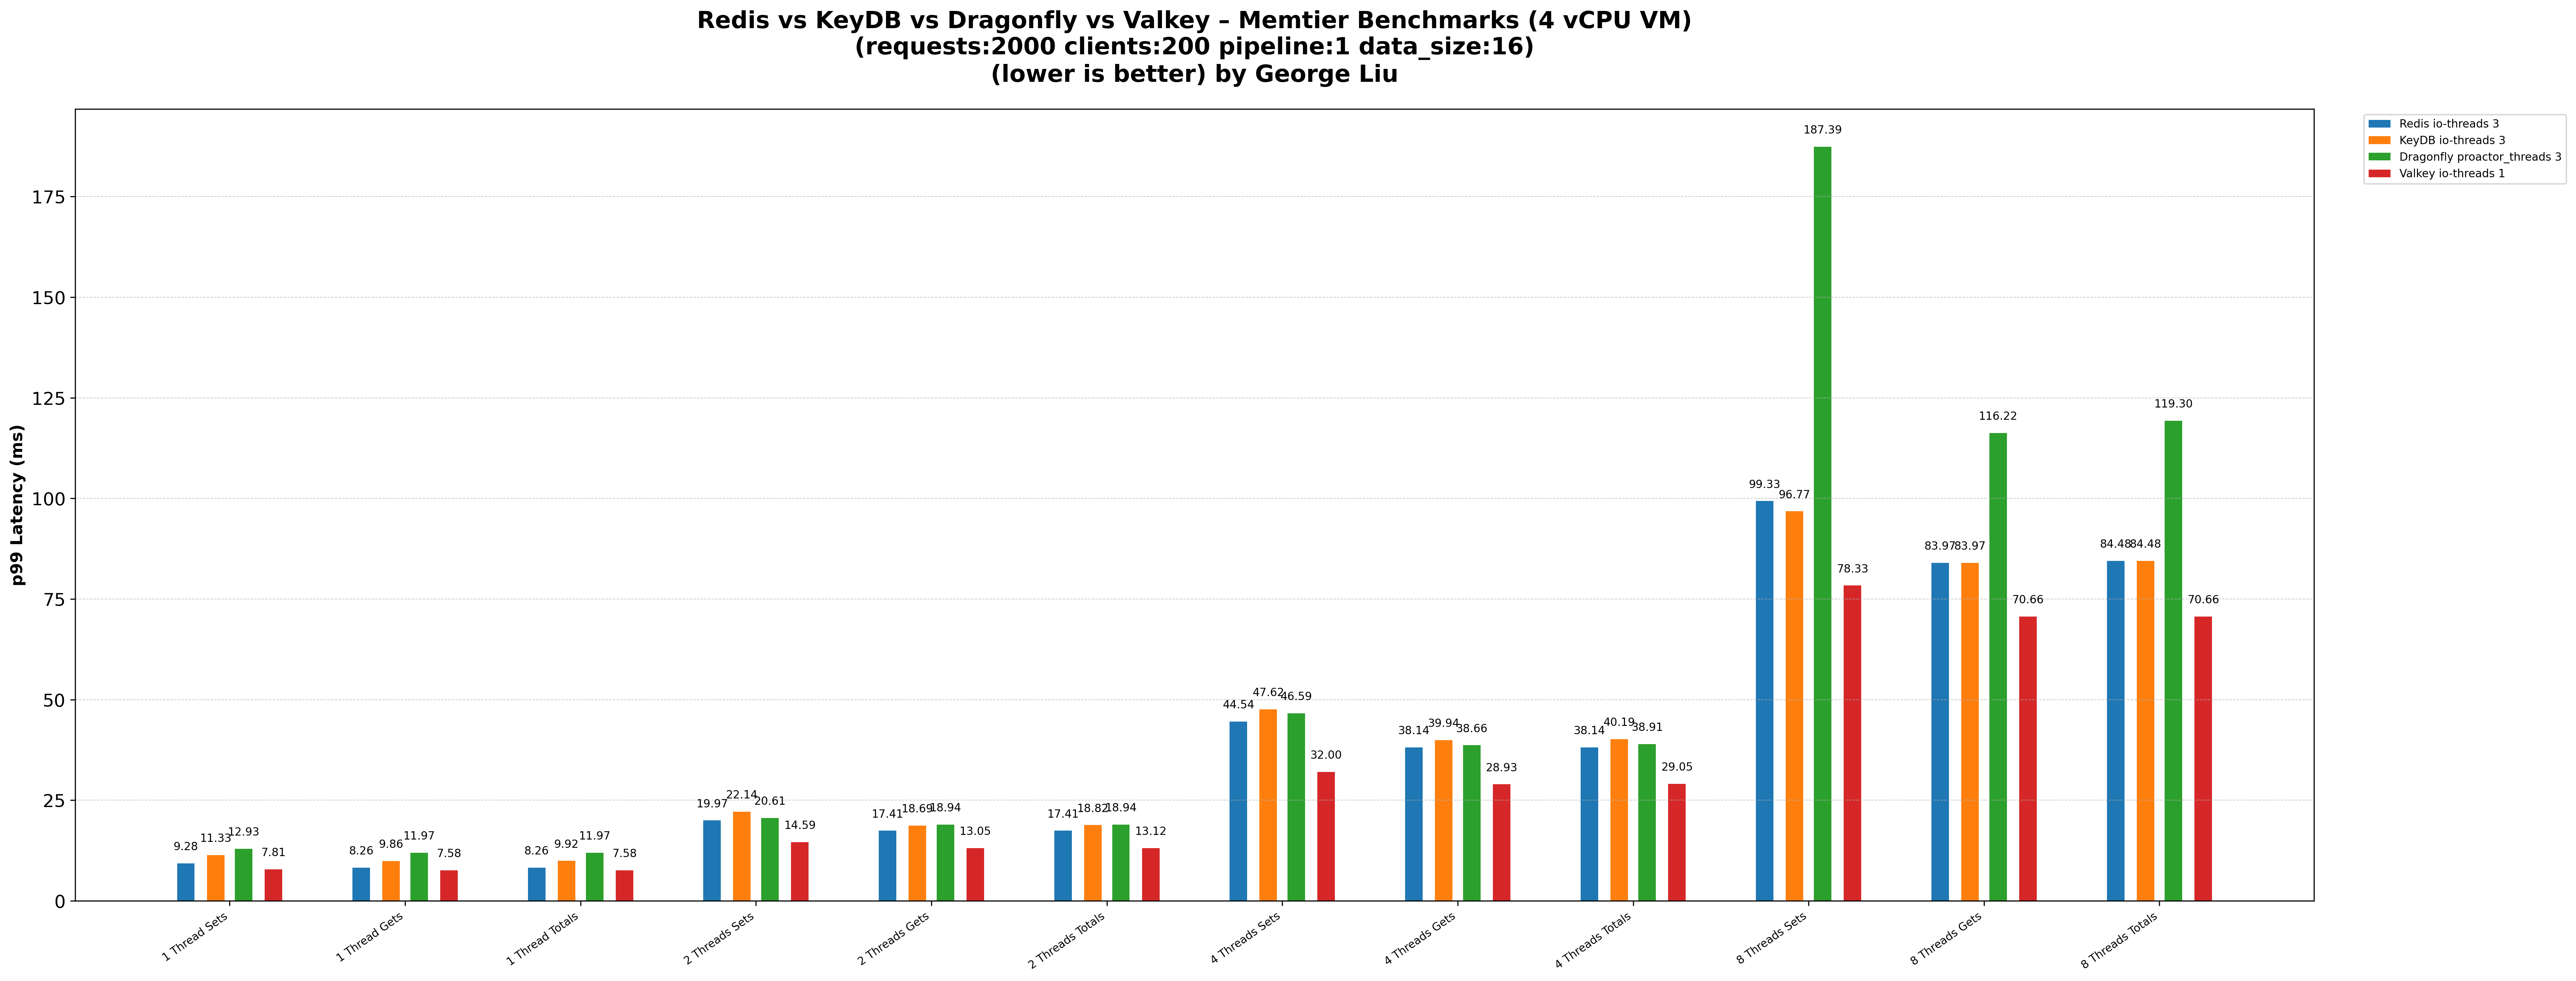 Redis vs KeyDB vs Dragonfly vs Valkey – Memtier Benchmarks (4 vCPU VM)
(requests:2000 clients:200 pipeline:1 data_size:16)
(lower is better) by George Liu
Redis io-threads 3
KeyDB io-threads 3
Dragonfly proactor_threads 3
Valkey io-threads 1
p99 Latency (ms)
175
150
125
100
75
50
25
0
9.28
11.33
12.93
7.81
8.26
9.86
11.97
7.58
8.26
9.92
11.97
7.58
19.97
22.14
20.61
14.59
17.41
18.69
18.94
13.05
17.41
18.82
18.94
13.12
44.54
47.62
46.59
32.00
38.14
39.94
38.66
28.93
38.14
40.19
38.91
29.05
99.33
96.77
187.39
78.33
83.97
83.97
116.22
70.66
84.48
84.48
119.30
70.66
1 Thread Sets
1 Thread Gets
1 Thread Totals
2 Threads Sets
2 Threads Gets
2 Threads Totals
4 Threads Sets
4 Threads Gets
4 Threads Totals
8 Threads Sets
8 Threads Gets
8 Threads Totals